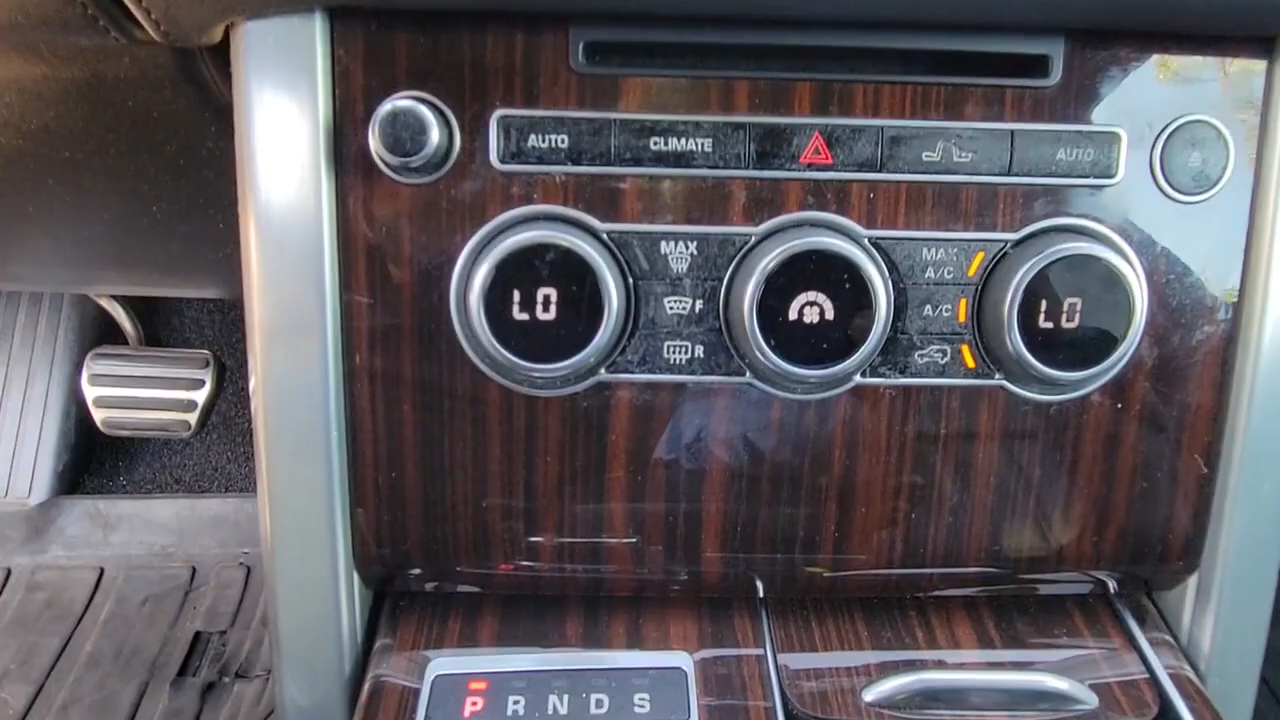 AUTO CLIMATE AUTO
MAX
F
R
LO
MAX
A/C
A/C
LO
P R N D S